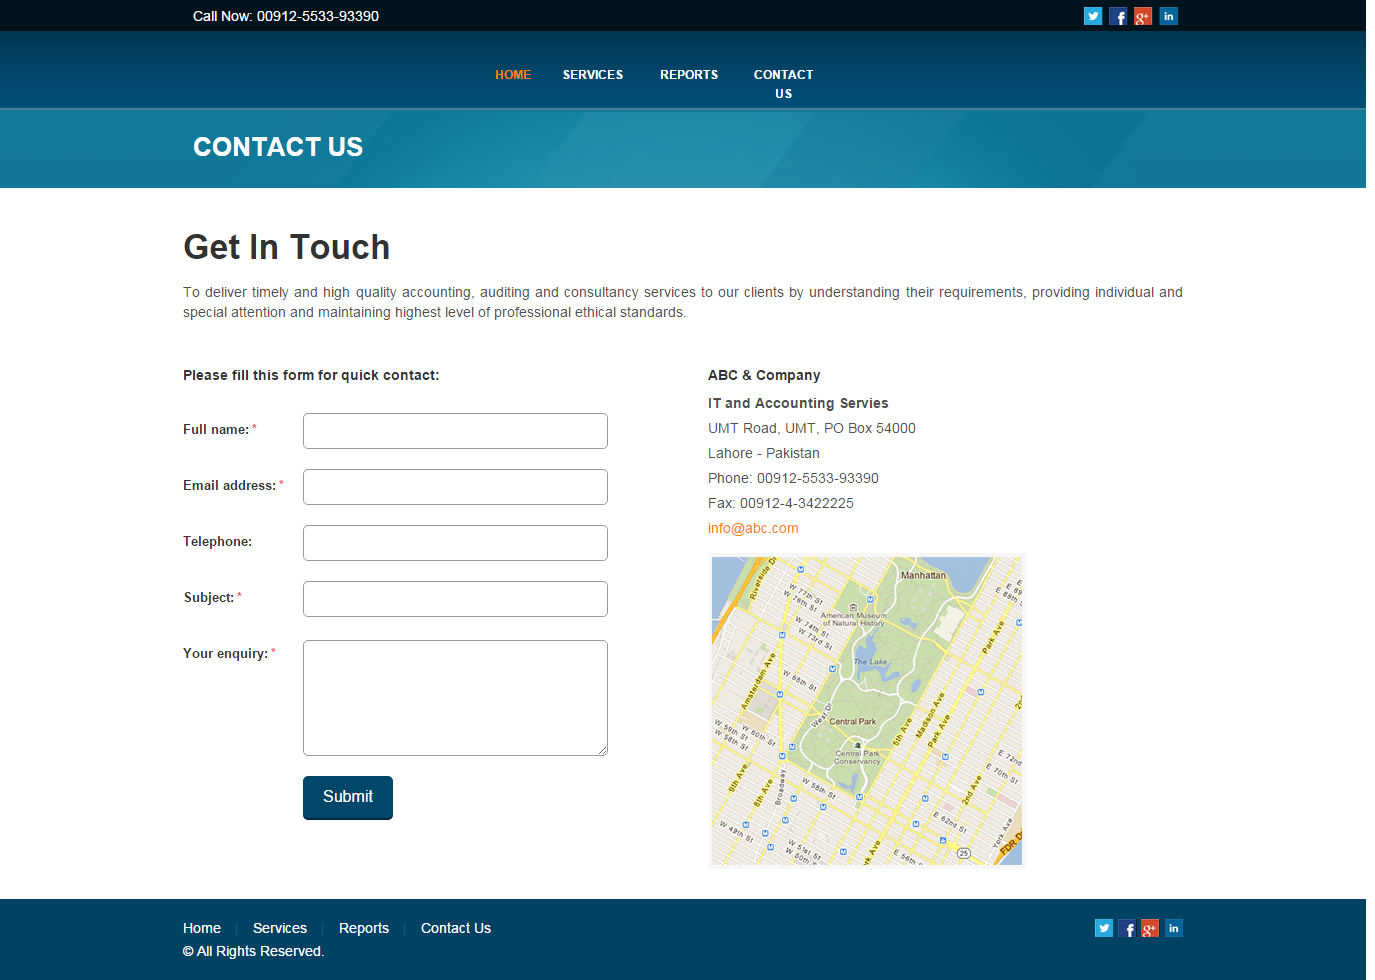 Call Now: 00912-5533-93390
HOME SERVICES REPORTS CONTACT US
CONTACT US
Get In Touch
To deliver timely and high quality accounting, auditing and consultancy services to our clients by understanding their requirements, providing individual and
special attention and maintaining highest level of professional ethical standards.
Please fill this form for quick contact:
Full name: *
Email address: *
Telephone:
Subject: *
Your enquiry: *
Submit
ABC & Company
IT and Accounting Servies
UMT Road, UMT, PO Box 54000
Lahore - Pakistan
Phone: 00912-5533-93390
Fax: 00912-4-3422225
info@abc.com
Manhattan
Riverside Dr
W 77th St
W 76th St
American Museum
of Natural History
W 74th St
W 73rd St
Park Ave
The Lake
Amsterdam Ave
W 68th St
West Dr
Central Park
5th Ave
Madison Ave
Park Ave
W 59th St
W 58th St
W 60th St
Central Park
Conservancy
E 72nd
E 70th St
9th Ave
8th Ave
Broadway
W 58th St
2nd Ave
E 62nd St
York Ave
W 49th St
W 51st St
W 50th St
E 56th St
25
FDR Dr
Home Services Reports Contact Us
© All Rights Reserved.